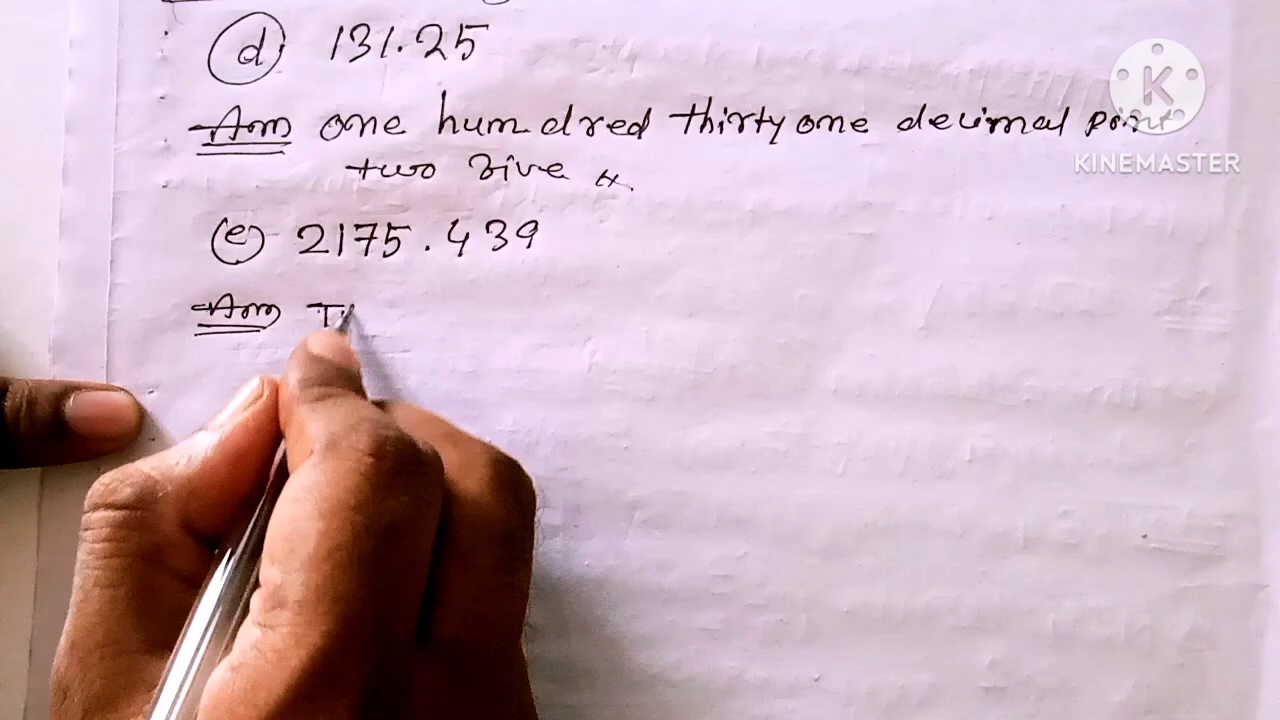 (d) 131.25
Ans one hundred thirty one decimal point
two five
(e) 2175.439
Ans T
K
KINEMASTER